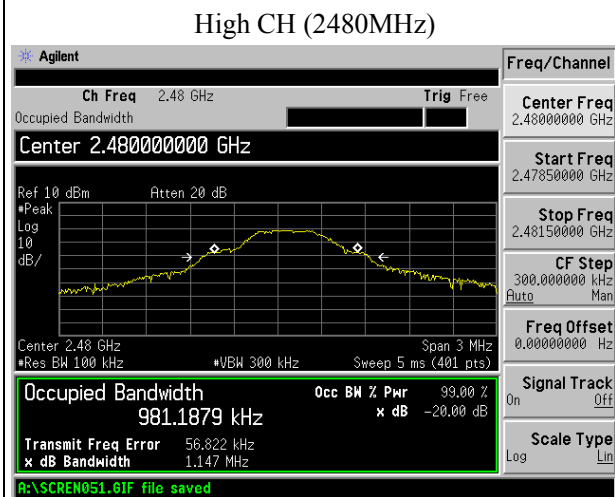 High CH (2480MHz)
Agilent
Ch Freq 2.48 GHz Trig Free
Occupied Bandwidth
Center 2.480000000 GHz
Ref 10 dBm Atten 20 dB
#Peak
Log
10
dB/
Center 2.48 GHz Span 3 MHz
#Res BW 100 kHz #VBW 300 kHz Sweep 5 ms (401 pts)
Occupied Bandwidth Occ BW % Pwr 99.00 %
981.1879 kHz x dB -20.00 dB
Transmit Freq Error 56.822 kHz
x dB Bandwidth 1.147 MHz
A:\SCREN051.GIF file saved
Freq/Channel
Center Freq
2.48000000 GHz
Start Freq
2.47850000 GHz
Stop Freq
2.48150000 GHz
CF Step
300.000000 kHz
Auto Man
Freq Offset
0.00000000 Hz
Signal Track
On Off
Scale Type
Log Lin